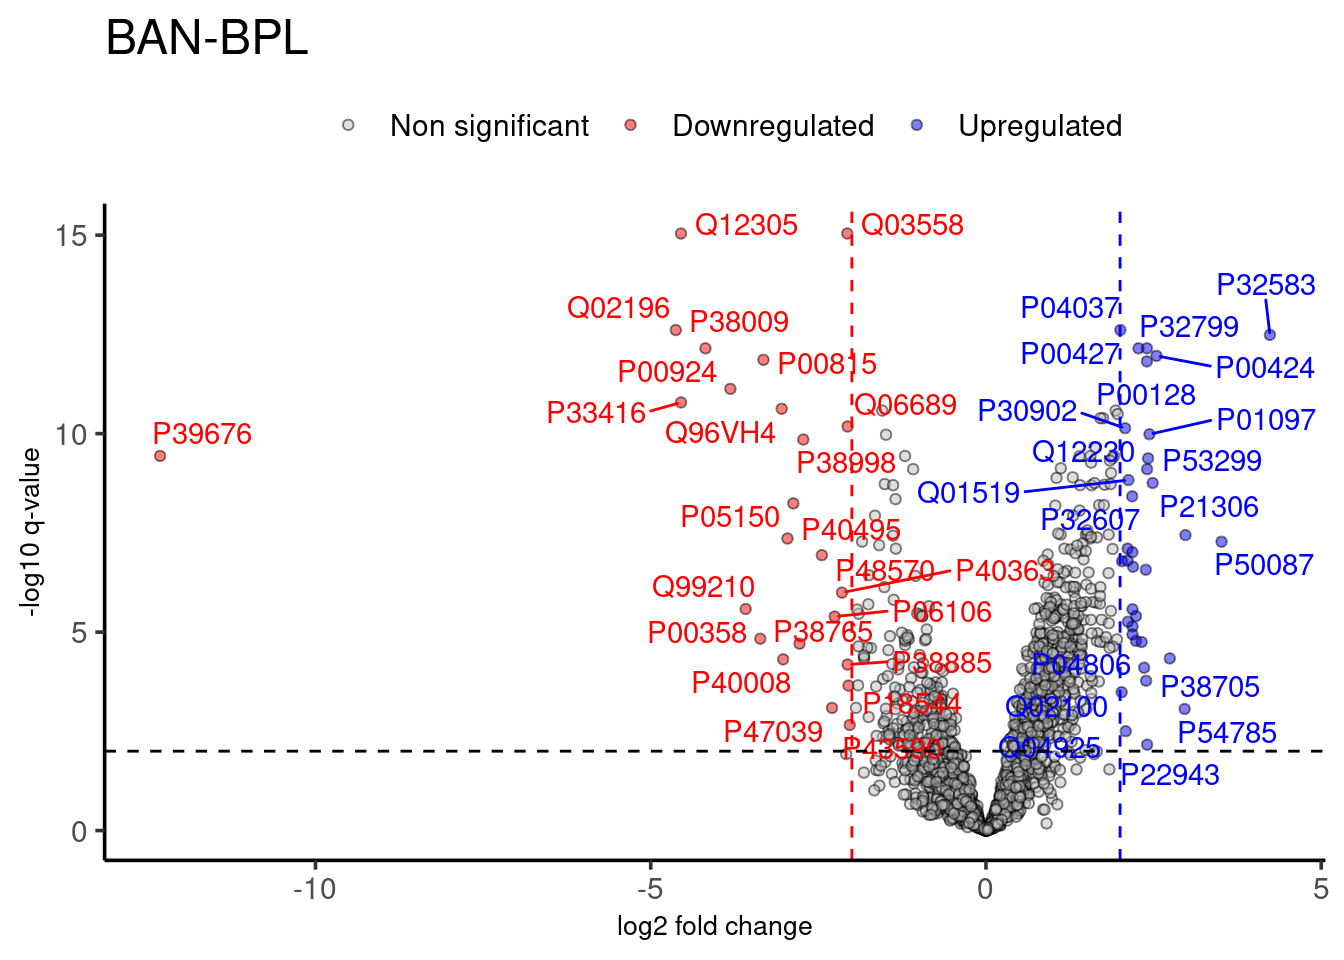 BAN-BPL
Non significant
Downregulated
Upregulated
-log10 q-value
15
10
5
0
Q12305
Q03558
P32583
Q02196
P38009
P04037
P32799
P00924
P00815
P00427
P00424
P33416
Q06689
P00128
P30902
P01097
P39676
Q96VH4
P38998
Q12230
P53299
Q01519
P21306
P05150
P40495
P32607
P48570
P40363
P50087
Q99210
P06106
P00358
P38765
P38885
P04806
P40008
P18544
P38705
Q02100
P47039
P43590
Q04925
P54785
P22943
-10
-5
0
5
log2 fold change